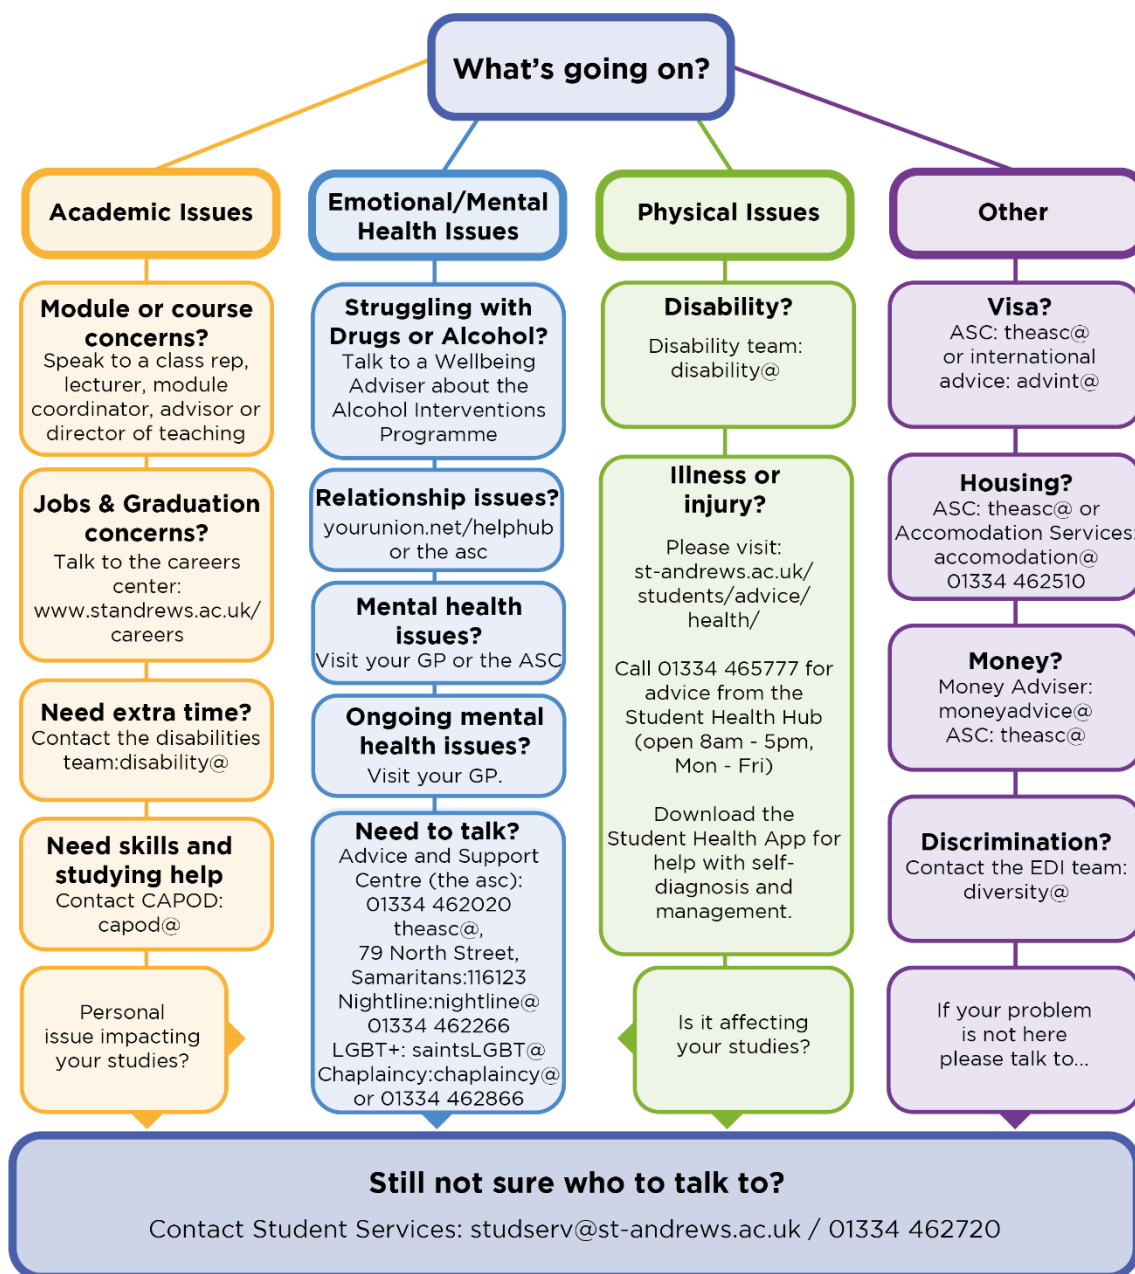 What's going on?
Academic Issues
Module or course
concerns?
Speak to a class rep,
lecturer, module
coordinator, advisor or
director of teaching
Jobs & Graduation
concerns?
Talk to the careers
center:
www.standrews.ac.uk/
careers
Need extra time?
Contact the disabilities
team:disability@
Need skills and
studying help
Contact CAPOD:
capod@
Personal
issue impacting
your studies?
Emotional/Mental
Health Issues
Struggling with
Drugs or Alcohol?
Talk to a Wellbeing
Adviser about the
Alcohol Interventions
Programme
Relationship issues?
yourunion.net/helphub
or the asc
Mental health
issues?
Visit your GP or the ASC
Ongoing mental
health issues?
Visit your GP.
Need to talk?
Advice and Support
Centre (the asc):
01334 462020
theasc@,
79 North Street,
Samaritans:116123
Nightline:nightline@
01334 462266
LGBT+: saintsLGBT@
Chaplaincy:chaplaincy@
or 01334 462866
Physical Issues
Disability?
Disability team:
disability@
Illness or
injury?
Please visit:
st-andrews.ac.uk/
students/advice/
health/
Call 01334 465777 for
advice from the
Student Health Hub
(open 8am - 5pm,
Mon - Fri)
Download the
Student Health App for
help with self-
diagnosis and
management.
Is it affecting
your studies?
Other
Visa?
ASC: theasc@
or international
advice: advint@
Housing?
ASC: theasc@ or
Accomodation Services:
accomodation@
01334 462510
Money?
Money Adviser:
moneyadvice@
ASC: theasc@
Discrimination?
Contact the EDI team:
diversity@
If your problem
is not here
please talk to...
Still not sure who to talk to?
Contact Student Services: studserv@st-andrews.ac.uk / 01334 462720